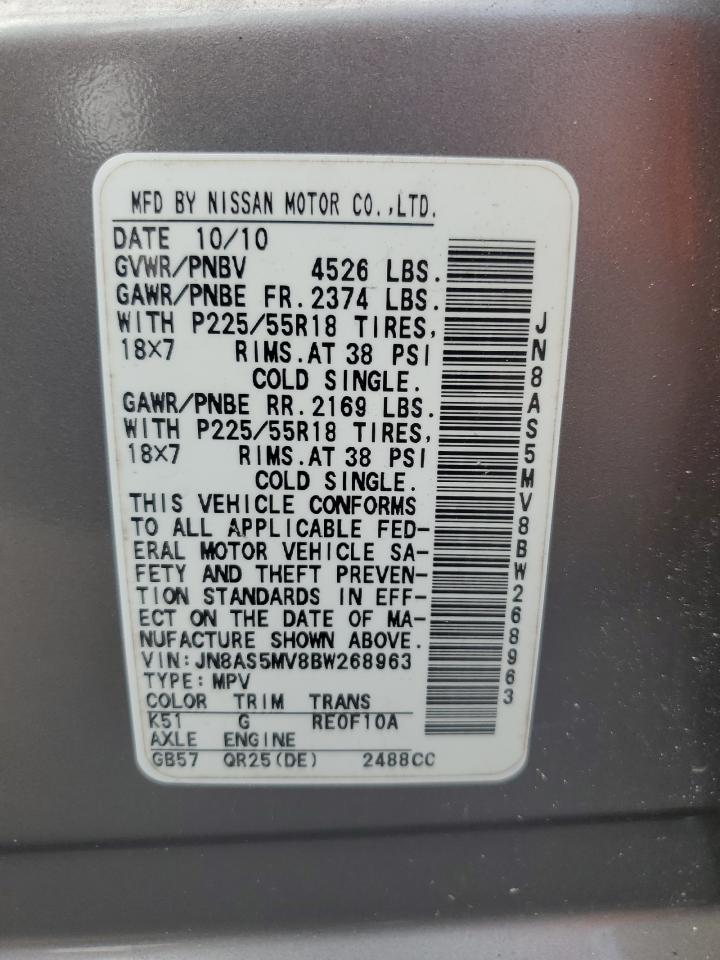 MFD BY NISSAN MOTOR CO.,LTD.
DATE 10/10
GVWR/PNBV 4526 LBS.
GAWR/PNBE FR.2374 LBS.
WITH P225/55R18 TIRES,
18X7 RIMS.AT 38 PSI
COLD SINGLE.
GAWR/PNBE RR.2169 LBS.
WITH P225/55R18 TIRES,
18X7 RIMS.AT 38 PSI
COLD SINGLE.
THIS VEHICLE CONFORMS
TO ALL APPLICABLE FED-
ERAL MOTOR VEHICLE SA-
FETY AND THEFT PREVEN-
TION STANDARDS IN EFF-
ECT ON THE DATE OF MA-
NUFACTURE SHOWN ABOVE.
VIN:JN8AS5MV8BW268963
TYPE:MPV
COLOR TRIM TRANS
K51 G RE0F10A
AXLE ENGINE
GB57 QR25(DE) 2488CC
JN8AS5MV8BW268963